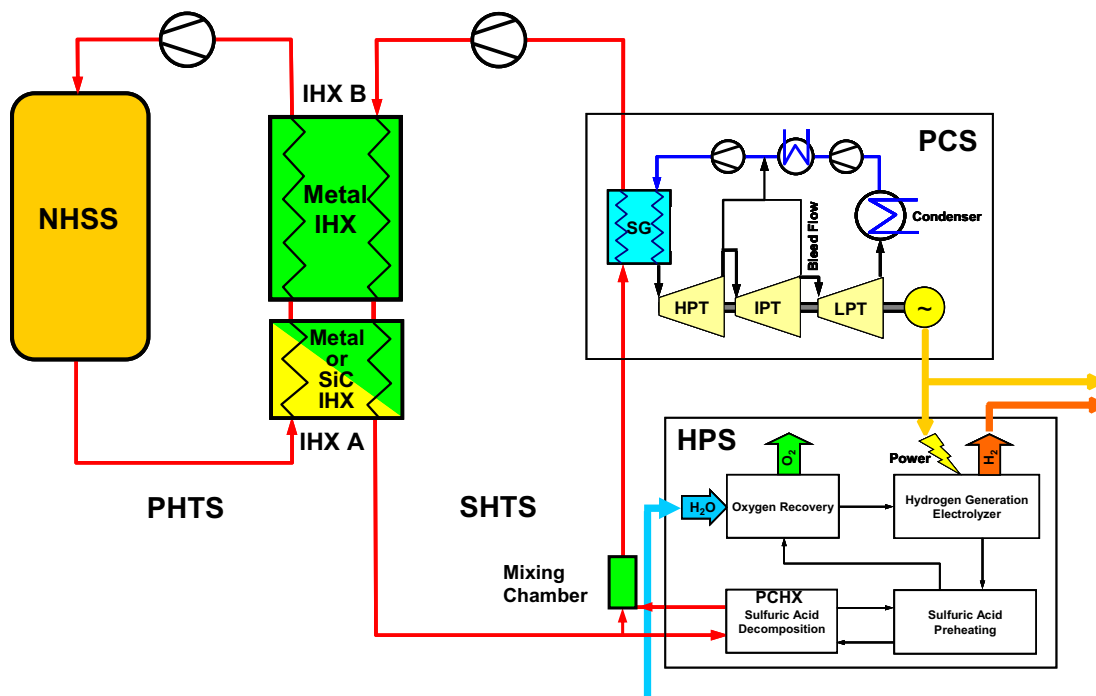 IHX B
PCS
Metal
IHX
NHSS
SG
Bleed Flow
Condenser
HPT
IPT
LPT
~
Metal
or
SiC
IHX
IHX A
HPS
O2
Power
H2
PHTS
SHTS
H2O
Oxygen Recovery
Hydrogen Generation
Electrolyzer
Mixing
Chamber
PCHX
Sulfuric Acid
Decomposition
Sulfuric Acid
Preheating